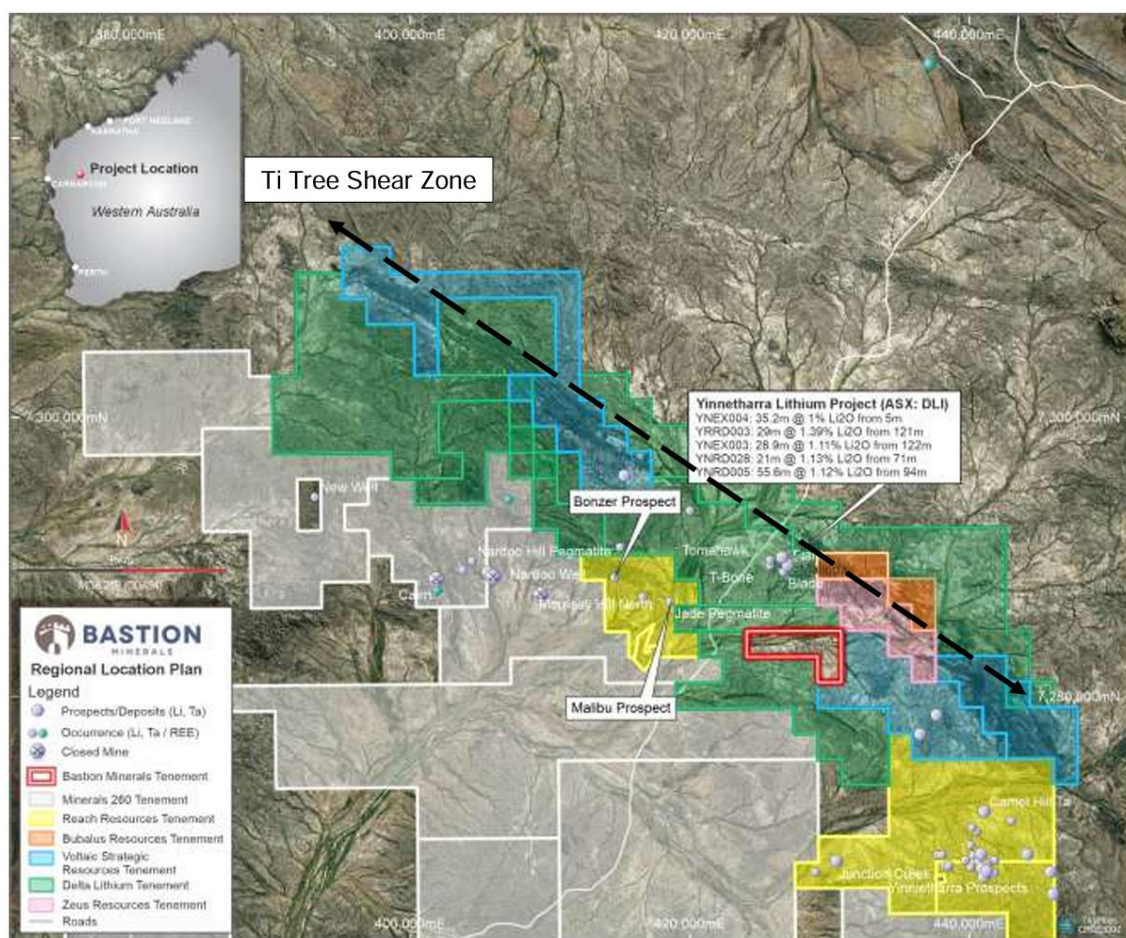 380,000mE
400,000mE
420,000mE
440,000mE
PORT HEDLAND
KARRATHA
Project Location
CARNARVON
Western Australia
PERTH
Ti Tree Shear Zone
7,300,000mN
7,300,000mN
Yinnetharra Lithium Project (ASX: DLI)
YNEX004: 35.2m @ 1% Li2O from 5m
YRRD003: 29m @ 1.39% Li2O from 121m
YNEX003: 28.9m @ 1.11% Li2O from 122m
YNRD028: 21m @ 1.13% Li2O from 71m
YNRD005: 55.6m @ 1.12% Li2O from 94m
New Well
Bonzer Prospect
N
Nardoo Hill Pegmatite
Tomahawk
Nardoo We
T-Bone
Cairn
Morrissey Hill North
Jade Pegmatite
BASTION
MINERALS
Regional Location Plan
Legend
Prospects/Deposits (Li, Ta)
Occurrence (Li, Ta / REE)
Closed Mine
Bastion Minerals Tenement
Minerals 260 Tenement
Reach Resources Tenement
Bubalus Resources Tenement
Voltaic Strategic
Resources Tenement
Delta Lithium Tenement
Zeus Resources Tenement
Roads
7,280,000mN
Malibu Prospect
Camel Hill Ta
Junction Creek
Yinnetharra Prospects
400,000mE
420,000mE
440,000mE